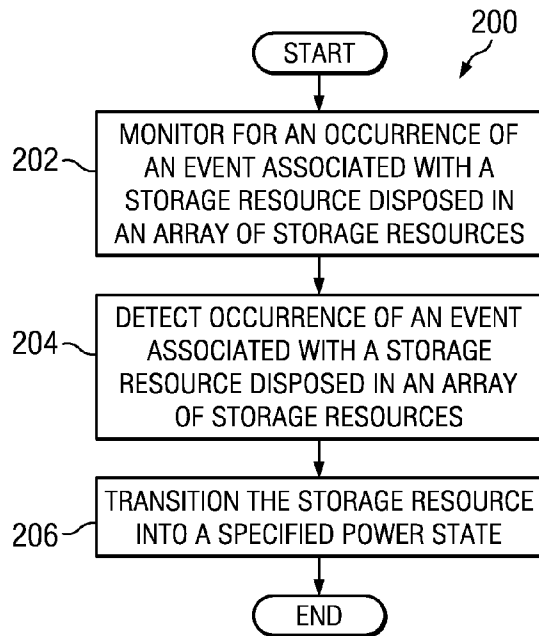 200
START
202
MONITOR FOR AN OCCURRENCE OF
AN EVENT ASSOCIATED WITH A
STORAGE RESOURCE DISPOSED IN
AN ARRAY OF STORAGE RESOURCES
204
DETECT OCCURRENCE OF AN EVENT
ASSOCIATED WITH A STORAGE
RESOURCE DISPOSED IN AN ARRAY
OF STORAGE RESOURCES
206
TRANSITION THE STORAGE RESOURCE
INTO A SPECIFIED POWER STATE
END